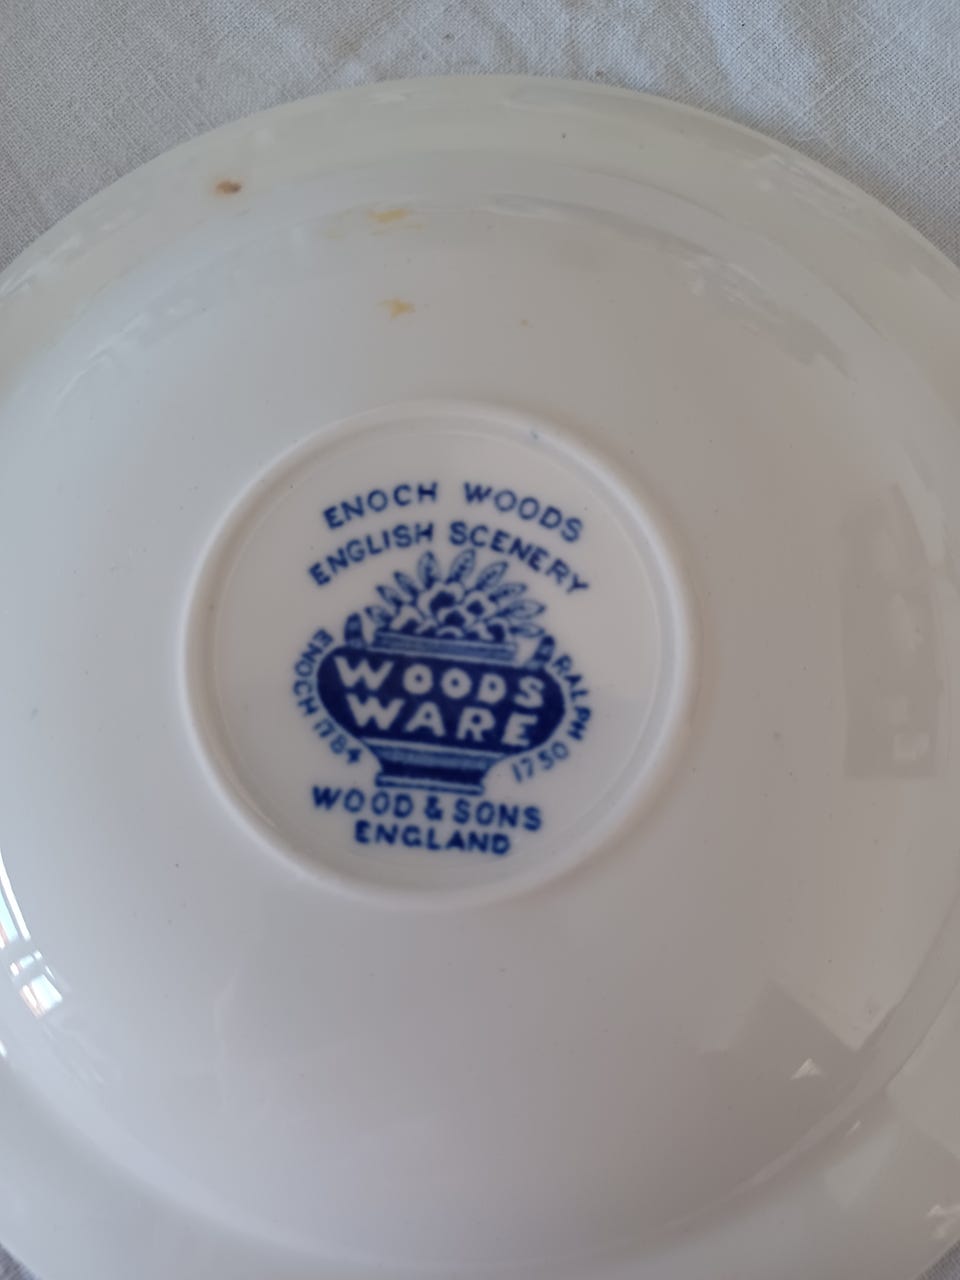 ENOCH WOODS
ENGLISH SCENERY
ENOCH 1784
WOODS
WARE
RALPH 1750
WOOD & SONS
ENGLAND